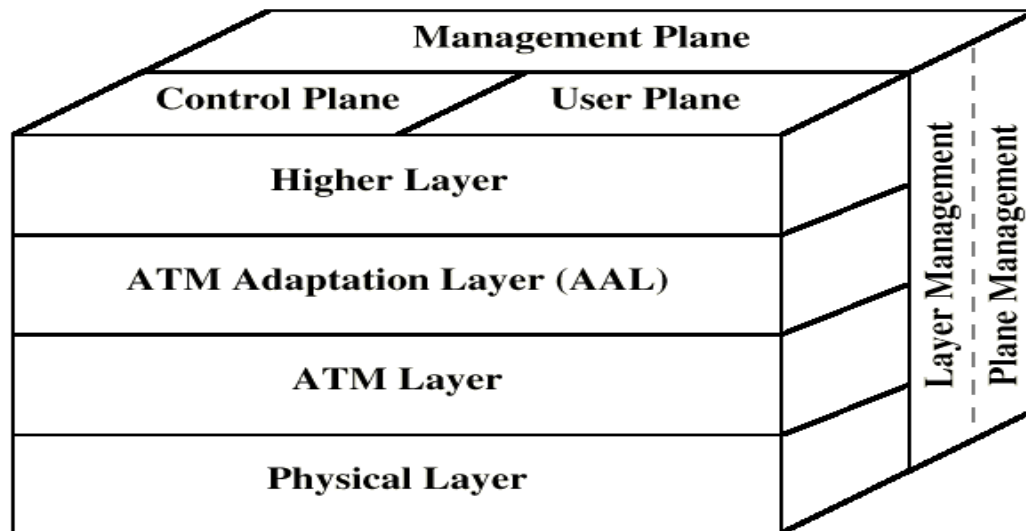 Management Plane
Control Plane
User Plane
Higher Layer
ATM Adaptation Layer (AAL)
ATM Layer
Physical Layer
Layer Management
Plane Management